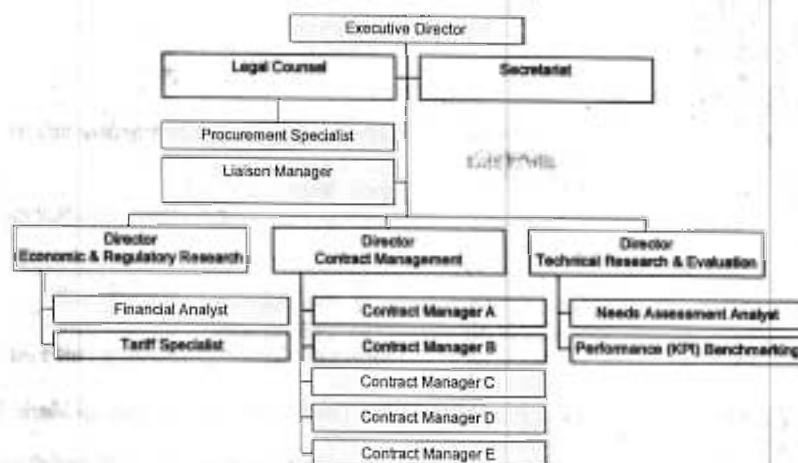 Executive Director
Legal Counsel
Secretariat
Procurement Specialist
Liaison Manager
Director
Economic & Regulatory Research
Director
Contract Management
Director
Technical Research & Evaluation
Financial Analyst
Tariff Specialist
Contract Manager A
Contract Manager B
Contract Manager C
Contract Manager D
Contract Manager E
Needs Assessment Analyst
Performance (KPI) Benchmarking